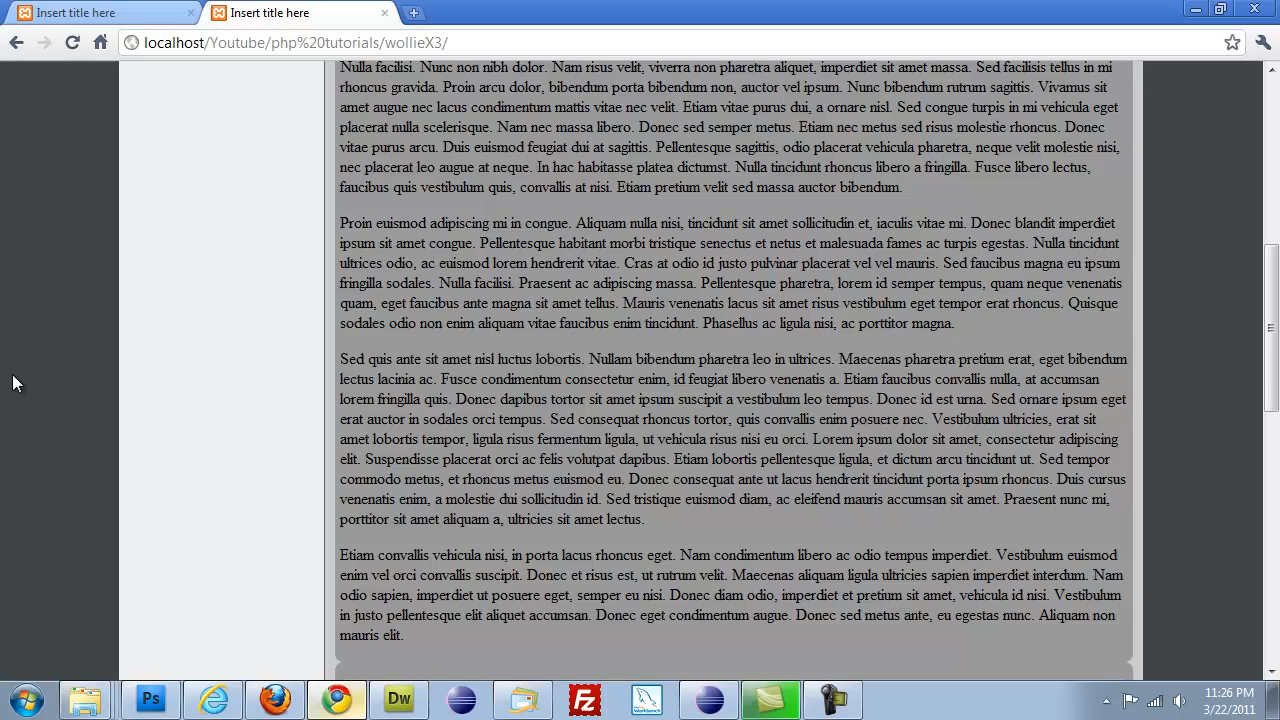 Insert title here
Insert title here
localhost/Youtube/php%20tutorials/wollieX3/
Nulla facilisi. Nunc non nibh dolor. Nam risus velit, viverra non pharetra aliquet, imperdiet sit amet massa. Sed facilisis tellus in mi
rhoncus gravida. Proin arcu dolor, bibendum porta bibendum non, auctor vel ipsum. Nunc bibendum rutrum sagittis. Vivamus sit
amet augue nec lacus condimentum mattis vitae nec velit. Etiam vitae purus dui, a ornare nisl. Sed congue turpis in mi vehicula eget
placerat nulla scelerisque. Nam nec massa libero. Donec sed semper metus. Etiam nec metus sed risus molestie rhoncus. Donec
vitae purus arcu. Duis euismod feugiat dui at sagittis. Pellentesque sagittis, odio placerat vehicula pharetra, neque velit molestie nisi,
nec placerat leo augue at neque. In hac habitasse platea dictumst. Nulla tincidunt rhoncus libero a fringilla. Fusce libero lectus,
faucibus quis vestibulum quis, convallis at nisi. Etiam pretium velit sed massa auctor bibendum.
Proin euismod adipiscing mi in congue. Aliquam nulla nisi, tincidunt sit amet sollicitudin et, iaculis vitae mi. Donec blandit imperdiet
ipsum sit amet congue. Pellentesque habitant morbi tristique senectus et netus et malesuada fames ac turpis egestas. Nulla tincidunt
ultrices odio, ac euismod lorem hendrerit vitae. Cras at odio id justo pulvinar placerat vel vel mauris. Sed faucibus magna eu ipsum
fringilla sodales. Nulla facilisi. Praesent ac adipiscing massa. Pellentesque pharetra, lorem id semper tempus, quam neque venenatis
quam, eget faucibus ante magna sit amet tellus. Mauris venenatis lacus sit amet risus vestibulum eget tempor erat rhoncus. Quisque
sodales odio non enim aliquam vitae faucibus enim tincidunt. Phasellus ac ligula nisi, ac porttitor magna.
Sed quis ante sit amet nisl luctus lobortis. Nullam bibendum pharetra leo in ultrices. Maecenas pharetra pretium erat, eget bibendum
lectus lacinia ac. Fusce condimentum consectetur enim, id feugiat libero venenatis a. Etiam faucibus convallis nulla, at accumsan
lorem fringilla quis. Donec dapibus tortor sit amet ipsum suscipit a vestibulum leo tempus. Donec id est urna. Sed ornare ipsum eget
erat auctor in sodales orci tempus. Sed consequat rhoncus tortor, quis convallis enim posuere nec. Vestibulum ultricies, erat sit
amet lobortis tempor, ligula risus fermentum ligula, ut vehicula risus nisi eu orci. Lorem ipsum dolor sit amet, consectetur adipiscing
elit. Suspendisse placerat orci ac felis volutpat dapibus. Etiam lobortis pellentesque ligula, et dictum arcu tincidunt ut. Sed tempor
commodo metus, et rhoncus metus euismod eu. Donec consequat ante ut lacus hendrerit tincidunt porta ipsum rhoncus. Duis cursus
venenatis enim, a molestie dui sollicitudin id. Sed tristique euismod diam, ac eleifend mauris accumsan sit amet. Praesent nunc mi,
porttitor sit amet aliquam a, ultricies sit amet lectus.
Etiam convallis vehicula nisi, in porta lacus rhoncus eget. Nam condimentum libero ac odio tempus imperdiet. Vestibulum euismod
enim vel orci convallis suscipit. Donec et risus est, ut rutrum velit. Maecenas aliquam ligula ultricies sapien imperdiet interdum. Nam
odio sapien, imperdiet ut posuere eget, semper eu nisi. Donec diam odio, imperdiet et pretium sit amet, vehicula id nisi. Vestibulum
in justo pellentesque elit aliquet accumsan. Donec eget condimentum augue. Donec sed metus ante, eu egestas nunc. Aliquam non
mauris elit.
Ps
Dw
Fz
Workbench
11:26 PM
3/22/2011